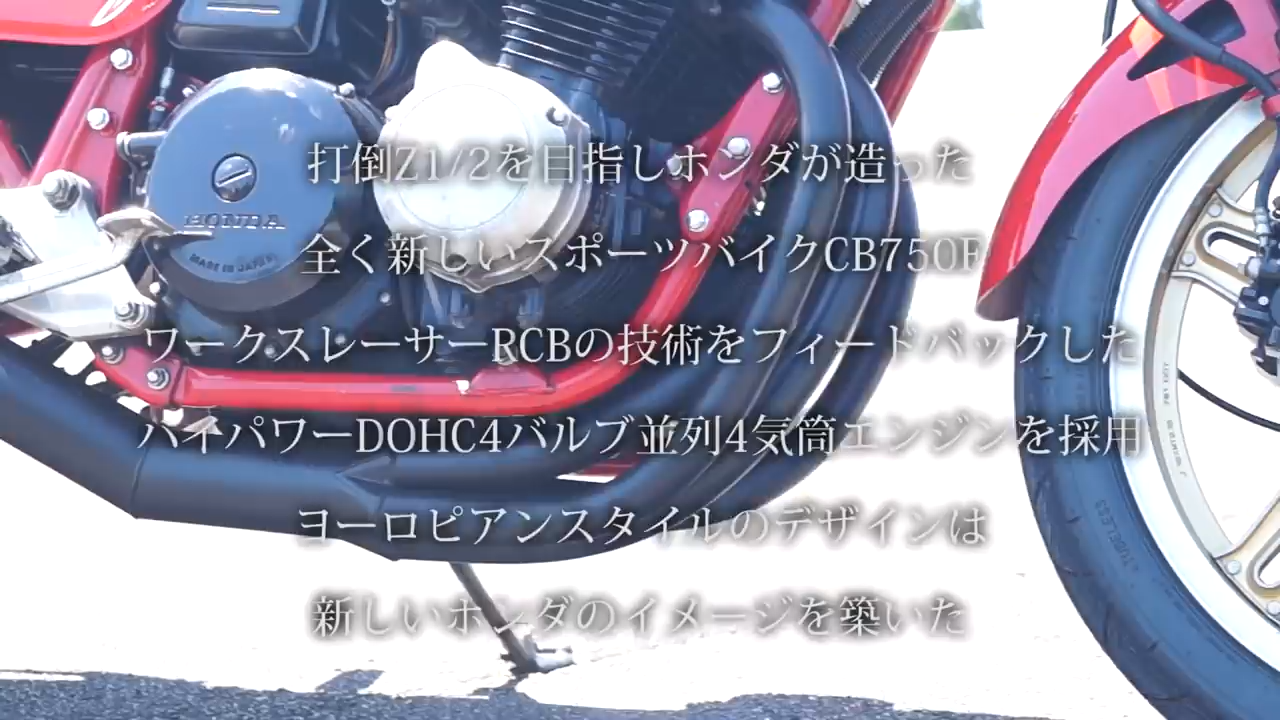 打倒Z1/2を目指しホンダが造った
全く新しいスポーツバイクCB750F
ワークスレーサーRCBの技術をフィードバックした
ハイパワーDOHC4バルブ並列4気筒エンジンを採用
ヨーロピアンスタイルのデザインは
新しいホンダのイメージを築いた
HONDA
MADE IN JAPAN
TUBELESS